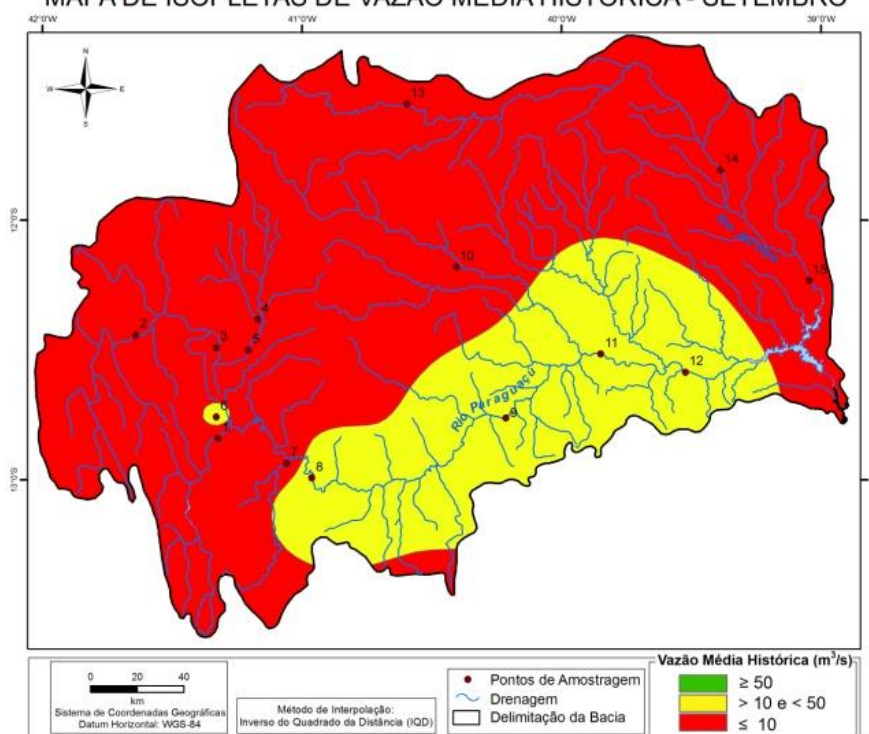 MAPA DE ISOPLETAS DE VAZÃO MÉDIA HISTÓRICA - SETEMBRO
42°0'W
41°0'W
40°0'W
39°0'W
N
W
E
S
13
14
12°0'S
10
15
4
2
3
5
11
12
6
Rio Paraguaçu
9
1
7
8
13°0'S
0 20 40
km
Sistema de Coordenadas Geográficas
Datum Horizontal: WGS-84
Método de Interpolação:
Inverso do Quadrado da Distância (IQD)
Pontos de Amostragem
Drenagem
Delimitação da Bacia
Vazão Média Histórica (m³/s)
≥ 50
> 10 e < 50
≤ 10